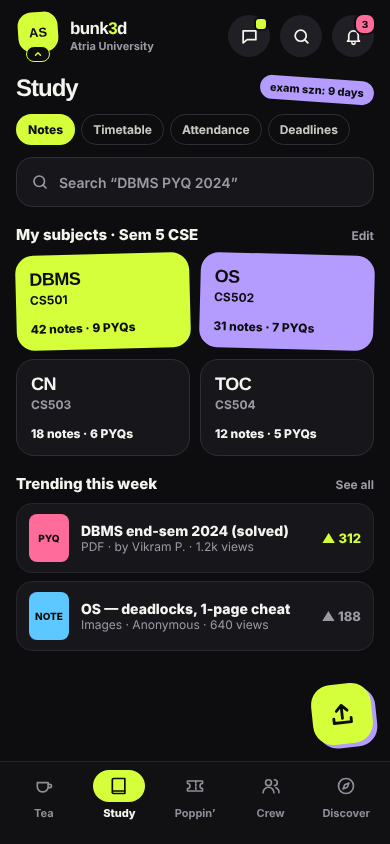 AS
bunk3d
Atria University
3
Study
exam szn: 9 days
Notes
Timetable
Attendance
Deadlines
Search “DBMS PYQ 2024”
My subjects · Sem 5 CSE
Edit
DBMS
CS501
42 notes · 9 PYQs
OS
CS502
31 notes · 7 PYQs
CN
CS503
18 notes · 6 PYQs
TOC
CS504
12 notes · 5 PYQs
Trending this week
See all
PYQ
DBMS end-sem 2024 (solved)
PDF · by Vikram P. · 1.2k views
▲ 312
NOTE
OS — deadlocks, 1-page cheat
Images · Anonymous · 640 views
▲ 188
Tea
Study
Poppin’
Crew
Discover